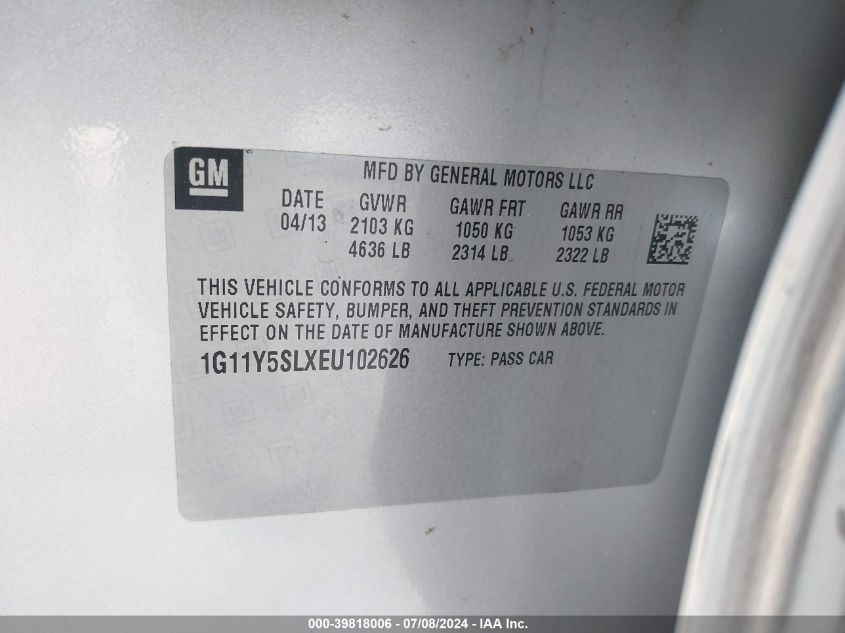 GM
MFD BY GENERAL MOTORS LLC
DATE GVWR GAWR FRT GAWR RR
04/13 2103 KG 1050 KG 1053 KG
4636 LB 2314 LB 2322 LB
THIS VEHICLE CONFORMS TO ALL APPLICABLE U.S. FEDERAL MOTOR
VEHICLE SAFETY, BUMPER, AND THEFT PREVENTION STANDARDS IN
EFFECT ON THE DATE OF MANUFACTURE SHOWN ABOVE.
1G11Y5SLXEU102626 TYPE: PASS CAR
000-39818006 - 07/08/2024 - IAA Inc.